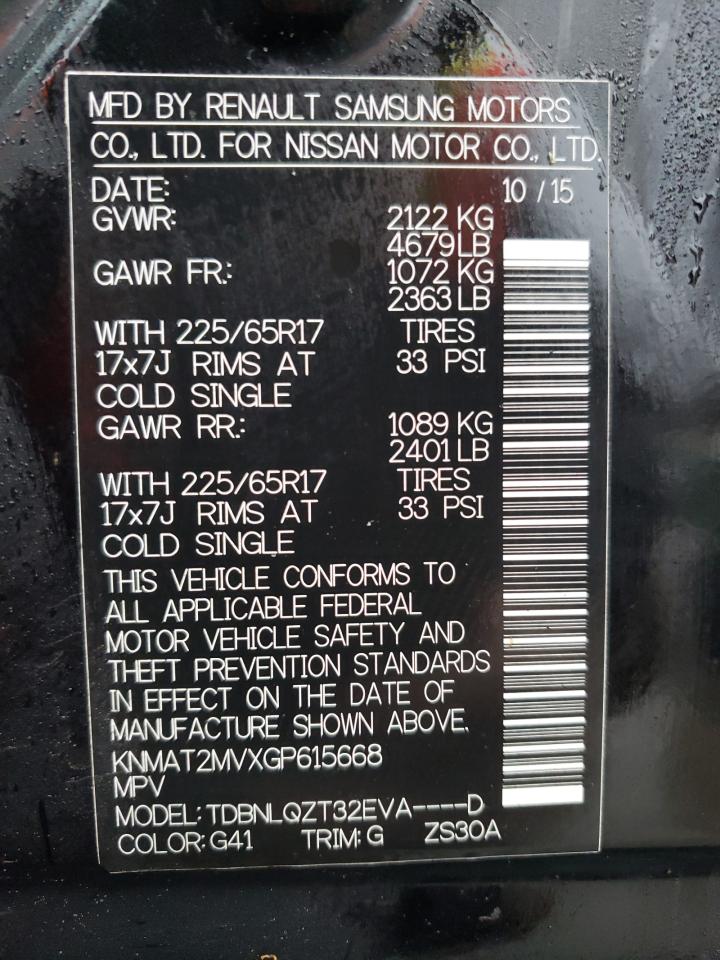 MFD BY RENAULT SAMSUNG MOTORS
CO., LTD. FOR NISSAN MOTOR CO., LTD.
DATE: 10 / 15
GVWR: 2122 KG
4679 LB
GAWR FR.: 1072 KG
2363 LB
WITH 225/65R17 TIRES
17x7J RIMS AT 33 PSI
COLD SINGLE
GAWR RR.: 1089 KG
2401 LB
WITH 225/65R17 TIRES
17x7J RIMS AT 33 PSI
COLD SINGLE
THIS VEHICLE CONFORMS TO
ALL APPLICABLE FEDERAL
MOTOR VEHICLE SAFETY AND
THEFT PREVENTION STANDARDS
IN EFFECT ON THE DATE OF
MANUFACTURE SHOWN ABOVE.
KNMAT2MVXGP615668
MPV
MODEL: TDBNLQZT32EVA----D
COLOR: G41 TRIM: G ZS30A